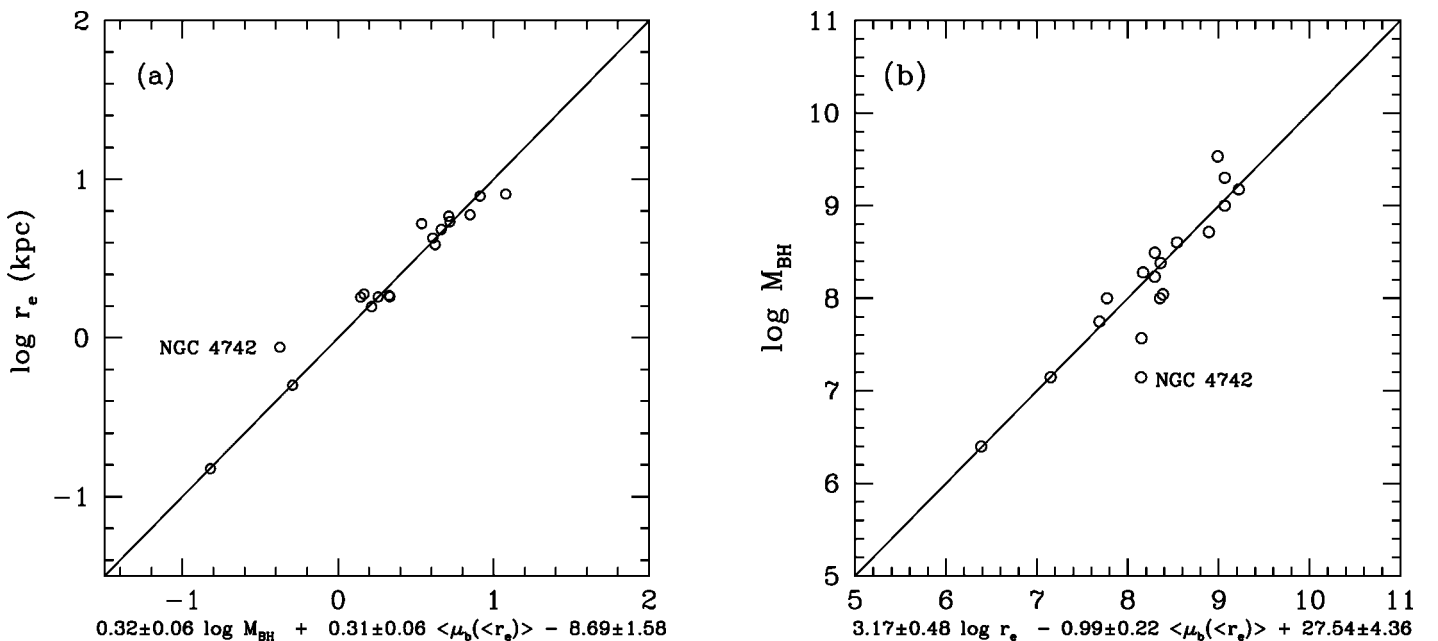 2
(a)
1
0
−1
log r_e (kpc)
NGC 4742
−1 0 1 2
0.32±0.06 log M_BH + 0.31±0.06 <μ_b(<r_e)> − 8.69±1.58
11
(b)
10
9
8
7
6
5
log M_BH
NGC 4742
5 6 7 8 9 10 11
3.17±0.48 log r_e − 0.99±0.22 <μ_b(<r_e)> + 27.54±4.36